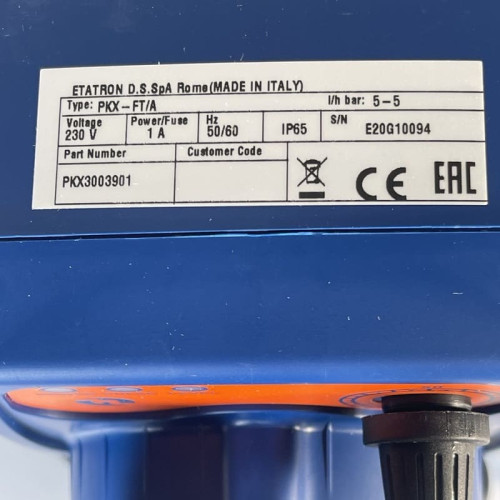 ETATRON D.S.SpA Rome(MADE IN ITALY)
Type: PKX-FT/A l/h bar: 5-5
Voltage Power/Fuse Hz IP65 S/N
230 V 1 A 50/60 E20G10094
Part Number Customer Code
PKX3003901
CE EAC